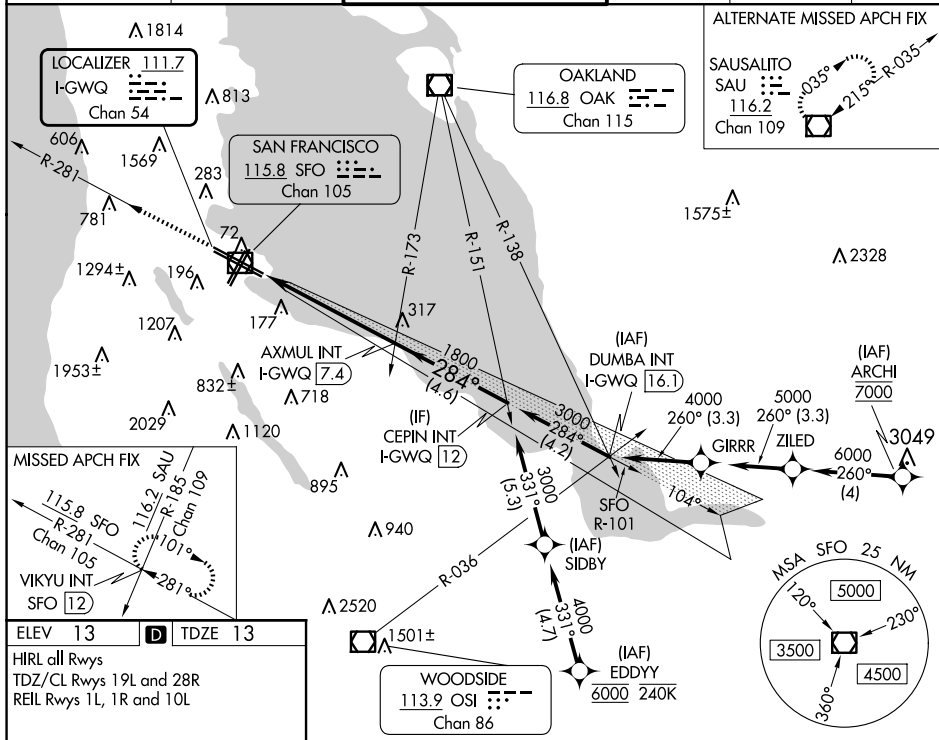 1814
LOCALIZER 111.7
I-GWQ
Chan 54
813
606
1569
R-281
SAN FRANCISCO
115.8 SFO
Chan 105
283
781
72
1294±
196
177
1207
1953±
832±
718
2029
1120
895
940
2520
1501±
OAKLAND
116.8 OAK
Chan 115
R-173
R-151
R-138
317
ALTERNATE MISSED APCH FIX
SAUSALITO
SAU
116.2
Chan 109
035°
215°
R-035
1575±
2328
AXMUL INT
I-GWQ 7.4
1800
284°
(4.6)
(IF)
CEPIN INT
I-GWQ 12
3000
284°
(4.2)
(IAF)
DUMBA INT
I-GWQ 16.1
4000
260° (3.3)
GIRRR
5000
260° (3.3)
ZILED
(IAF)
ARCHI
7000
3049
6000
260°
(4)
104°
SFO
R-101
3000
331°
(5.3)
(IAF)
SIDBY
R-036
4000
331°
(4.7)
(IAF)
EDDYY
6000 240K
WOODSIDE
113.9 OSI
Chan 86
MSA SFO 25 NM
120°
5000
230°
3500
4500
360°
MISSED APCH FIX
115.8 SFO
R-281
Chan 105
116.2 SAU
R-185
Chan 109
101°
281°
VIKYU INT
SFO 12
ELEV 13 D TDZE 13
HIRL all Rwys
TDZ/CL Rwys 19L and 28R
REIL Rwys 1L, 1R and 10L